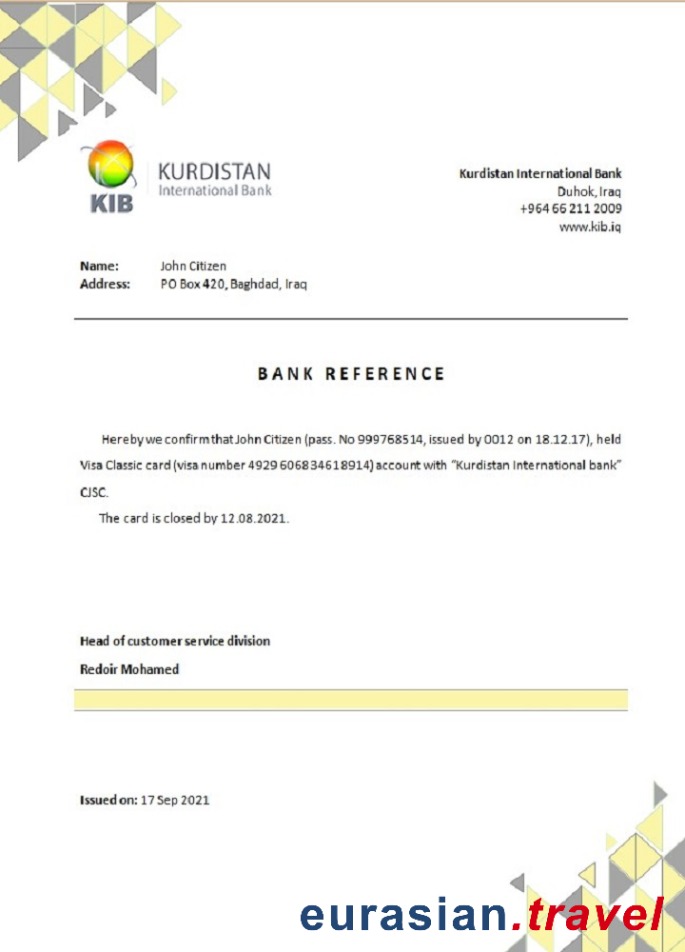 KIB
KURDISTAN
International Bank
Kurdistan International Bank
Duhok, Iraq
+964 66 211 2009
www.kib.iq
Name: John Citizen
Address: PO Box 420, Baghdad, Iraq
BANK REFERENCE
Hereby we confirm that John Citizen (pass. No 999768514, issued by 0012 on 18.12.17), held
Visa Classic card (visa number 4929 606834618914) account with “Kurdistan International bank”
CJSC.
The card is closed by 12.08.2021.
Head of customer service division
Redoir Mohamed
Issued on: 17 Sep 2021
eurasian.travel